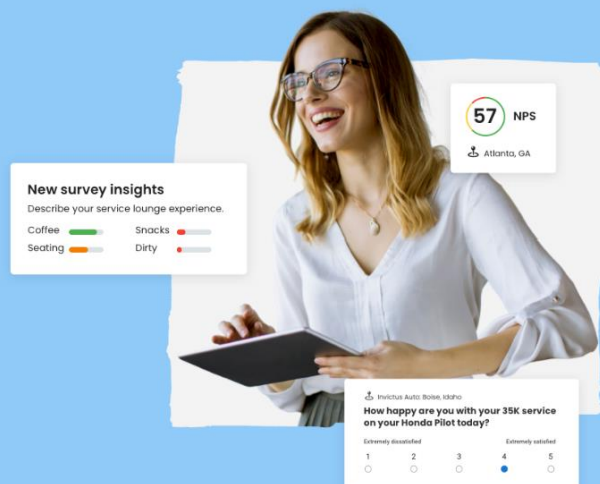 57 NPS
Atlanta, GA
New survey insights
Describe your service lounge experience.
Coffee Snacks
Seating Dirty
Invictus Auto: Boise, Idaho
How happy are you with your 35K service
on your Honda Pilot today?
Extremely dissatisfied Extremely satisfied
1 2 3 4 5